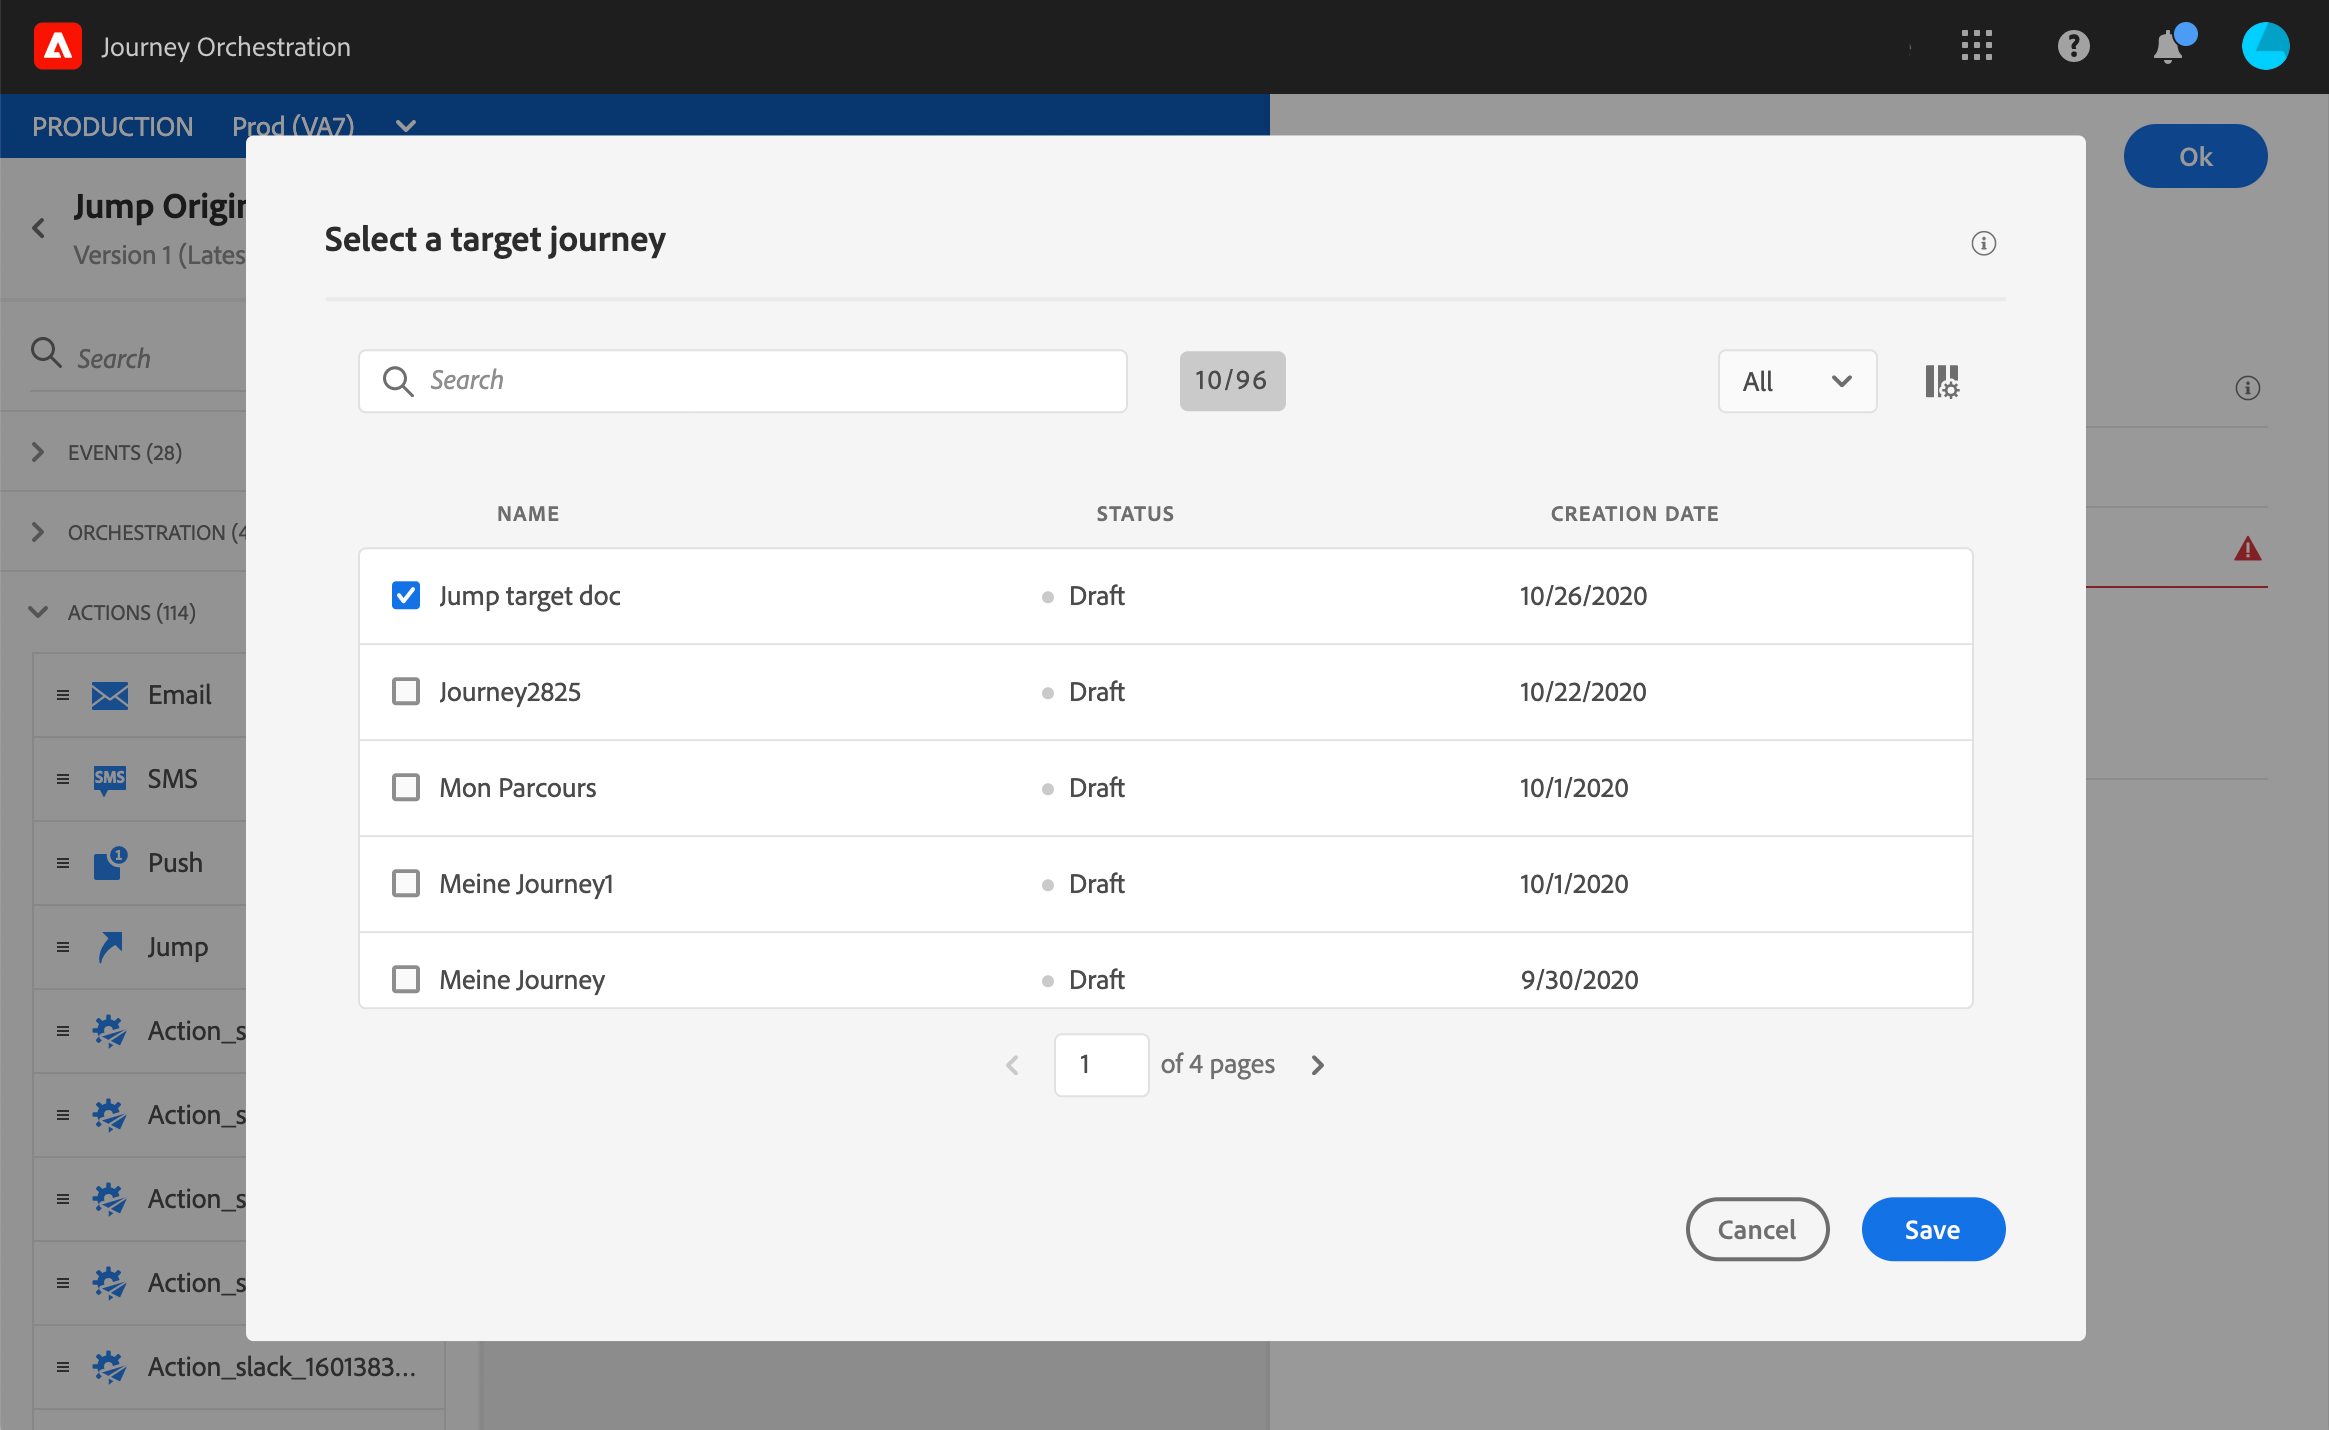 Journey Orchestration
PRODUCTION Prod (VA7)
Ok
Jump Origin
Version 1 (Lates
Search
EVENTS (28)
ORCHESTRATION (4
ACTIONS (114)
Email
SMS
SMS
1
Push
Jump
Action_s
Action_s
Action_s
Action_s
Action_slack_1601383...
Select a target journey
Search
10/96
All
NAME STATUS CREATION DATE
Jump target doc Draft 10/26/2020
Journey2825 Draft 10/22/2020
Mon Parcours Draft 10/1/2020
Meine Journey1 Draft 10/1/2020
Meine Journey Draft 9/30/2020
1 of 4 pages
Cancel
Save